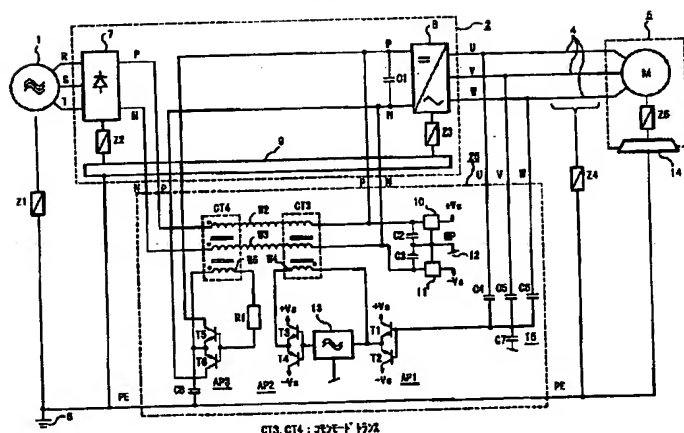 1
R
S
T
7
P
N
2
P
N
C1
8
U
V
W
4
5
M
Z6
14
Z1
Z2
9
Z3
Z4
25
N P
P N
U V W
CT4
W2
CT3
W3
W5
W4
10
+Vs
C2
MP
12
C3
11
-Vs
C4
C5
C6
C7
T5
R1
T5
T6
C8
AP3
+Vs
T3
T4
-Vs
AP2
13
+Vs
T1
T2
-Vs
AP1
PE
PE
6
CT3, CT4 : コモンモード トランス